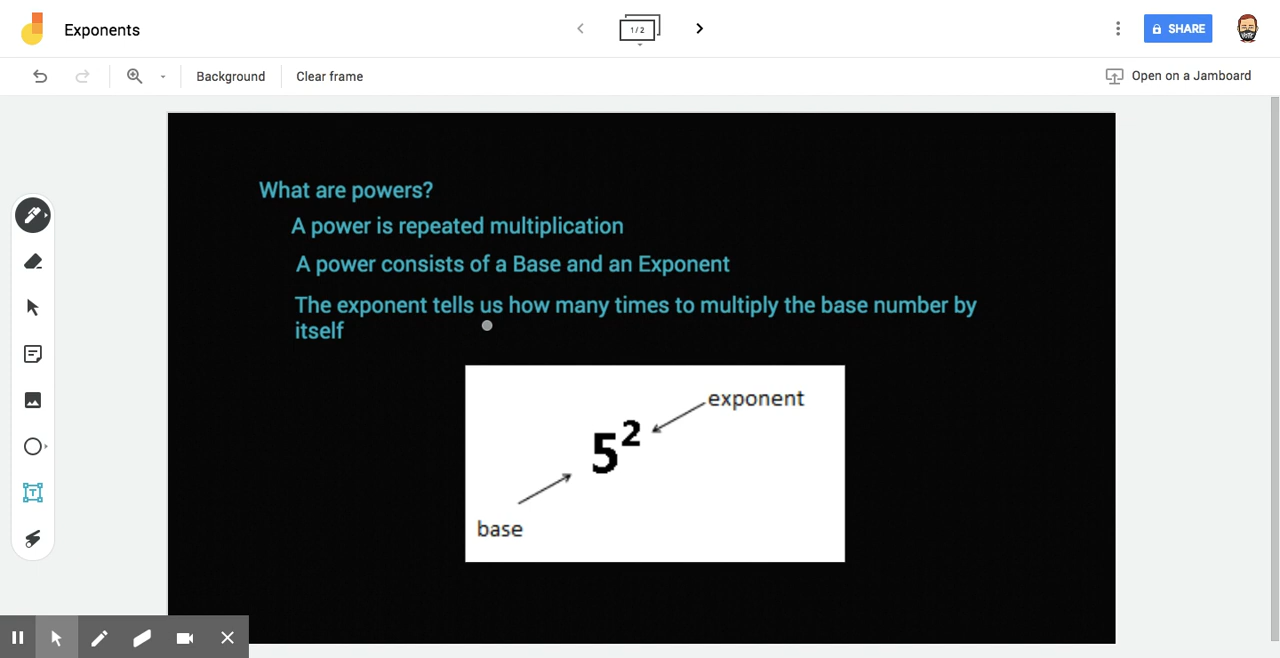 Exponents
1/2
SHARE
Background
Clear frame
Open on a Jamboard
What are powers?
A power is repeated multiplication
A power consists of a Base and an Exponent
The exponent tells us how many times to multiply the base number by
itself
exponent
5²
base
T